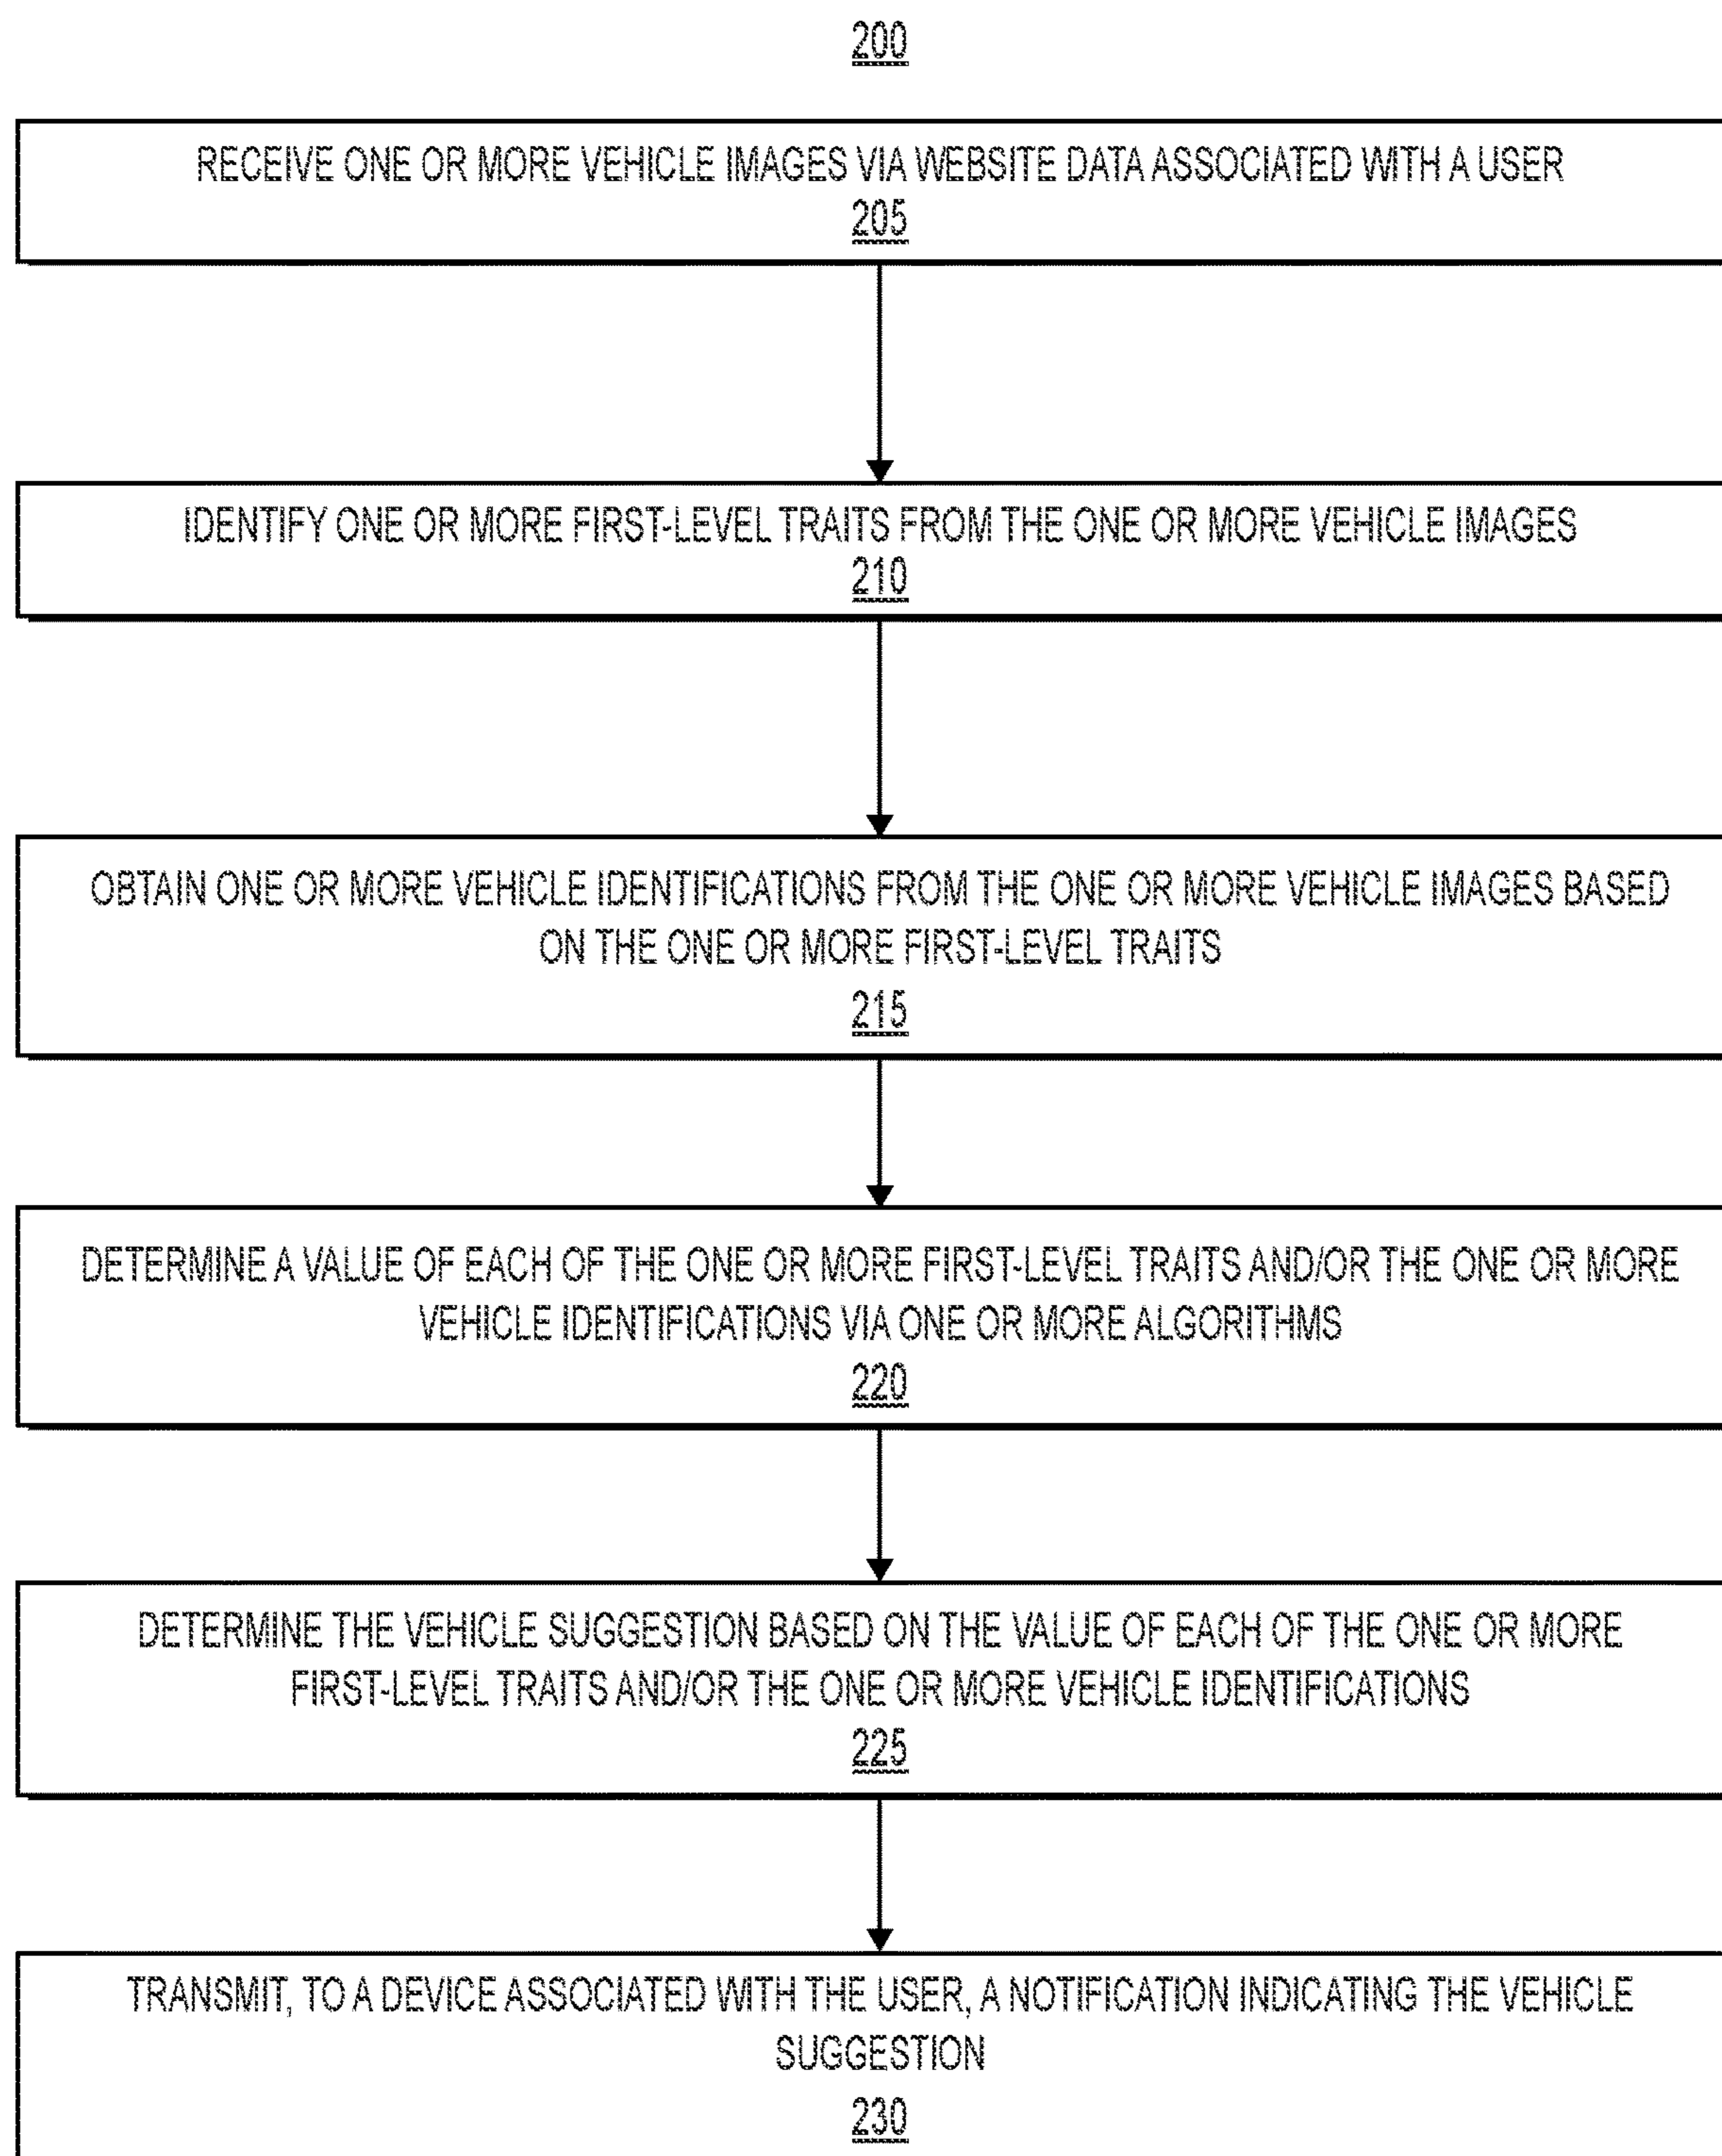 200
RECEIVE ONE OR MORE VEHICLE IMAGES VIA WEBSITE DATA ASSOCIATED WITH A USER
205
IDENTIFY ONE OR MORE FIRST-LEVEL TRAITS FROM THE ONE OR MORE VEHICLE IMAGES
210
OBTAIN ONE OR MORE VEHICLE IDENTIFICATIONS FROM THE ONE OR MORE VEHICLE IMAGES BASED
ON THE ONE OR MORE FIRST-LEVEL TRAITS
215
DETERMINE A VALUE OF EACH OF THE ONE OR MORE FIRST-LEVEL TRAITS AND/OR THE ONE OR MORE
VEHICLE IDENTIFICATIONS VIA ONE OR MORE ALGORITHMS
220
DETERMINE THE VEHICLE SUGGESTION BASED ON THE VALUE OF EACH OF THE ONE OR MORE
FIRST-LEVEL TRAITS AND/OR THE ONE OR MORE VEHICLE IDENTIFICATIONS
225
TRANSMIT, TO A DEVICE ASSOCIATED WITH THE USER, A NOTIFICATION INDICATING THE VEHICLE
SUGGESTION
230